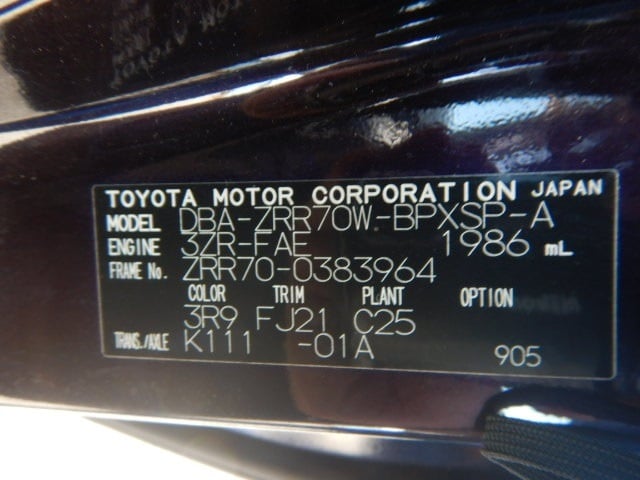 TOYOTA MOTOR CORPORATION JAPAN
MODEL DBA-ZRR70W-BPXSP-A
ENGINE 3ZR-FAE 1986 mL
FRAME No. ZRR70-0383964
COLOR TRIM PLANT OPTION
3R9 FJ21 C25
TRANS./AXLE K111 -01A 905